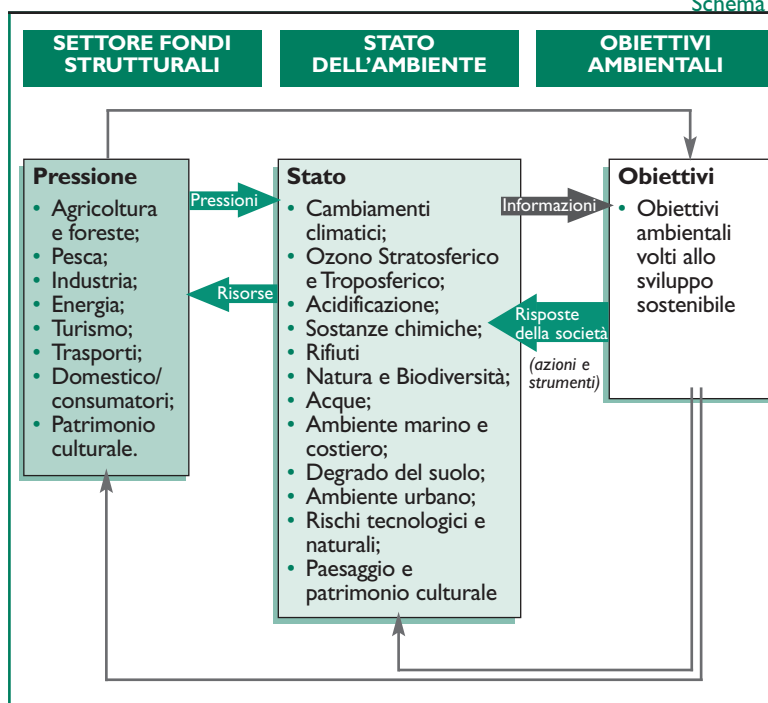 Schema
SETTORE FONDI
STRUTTURALI
STATO
DELL'AMBIENTE
OBIETTIVI
AMBIENTALI
Pressione
• Agricoltura
e foreste;
• Pesca;
• Industria;
• Energia;
• Turismo;
• Trasporti;
• Domestico/
consumatori;
• Patrimonio
culturale.
Pressioni
Risorse
Stato
• Cambiamenti
climatici;
• Ozono Stratosferico
e Troposferico;
• Acidificazione;
• Sostanze chimiche;
• Rifiuti
• Natura e Biodiversità;
• Acque;
• Ambiente marino e
costiero;
• Degrado del suolo;
• Ambiente urbano;
• Rischi tecnologici e
naturali;
• Paesaggio e
patrimonio culturale
Informazioni
Risposte
della società
(azioni e
strumenti)
Obiettivi
• Obiettivi
ambientali
volti allo
sviluppo
sostenibile